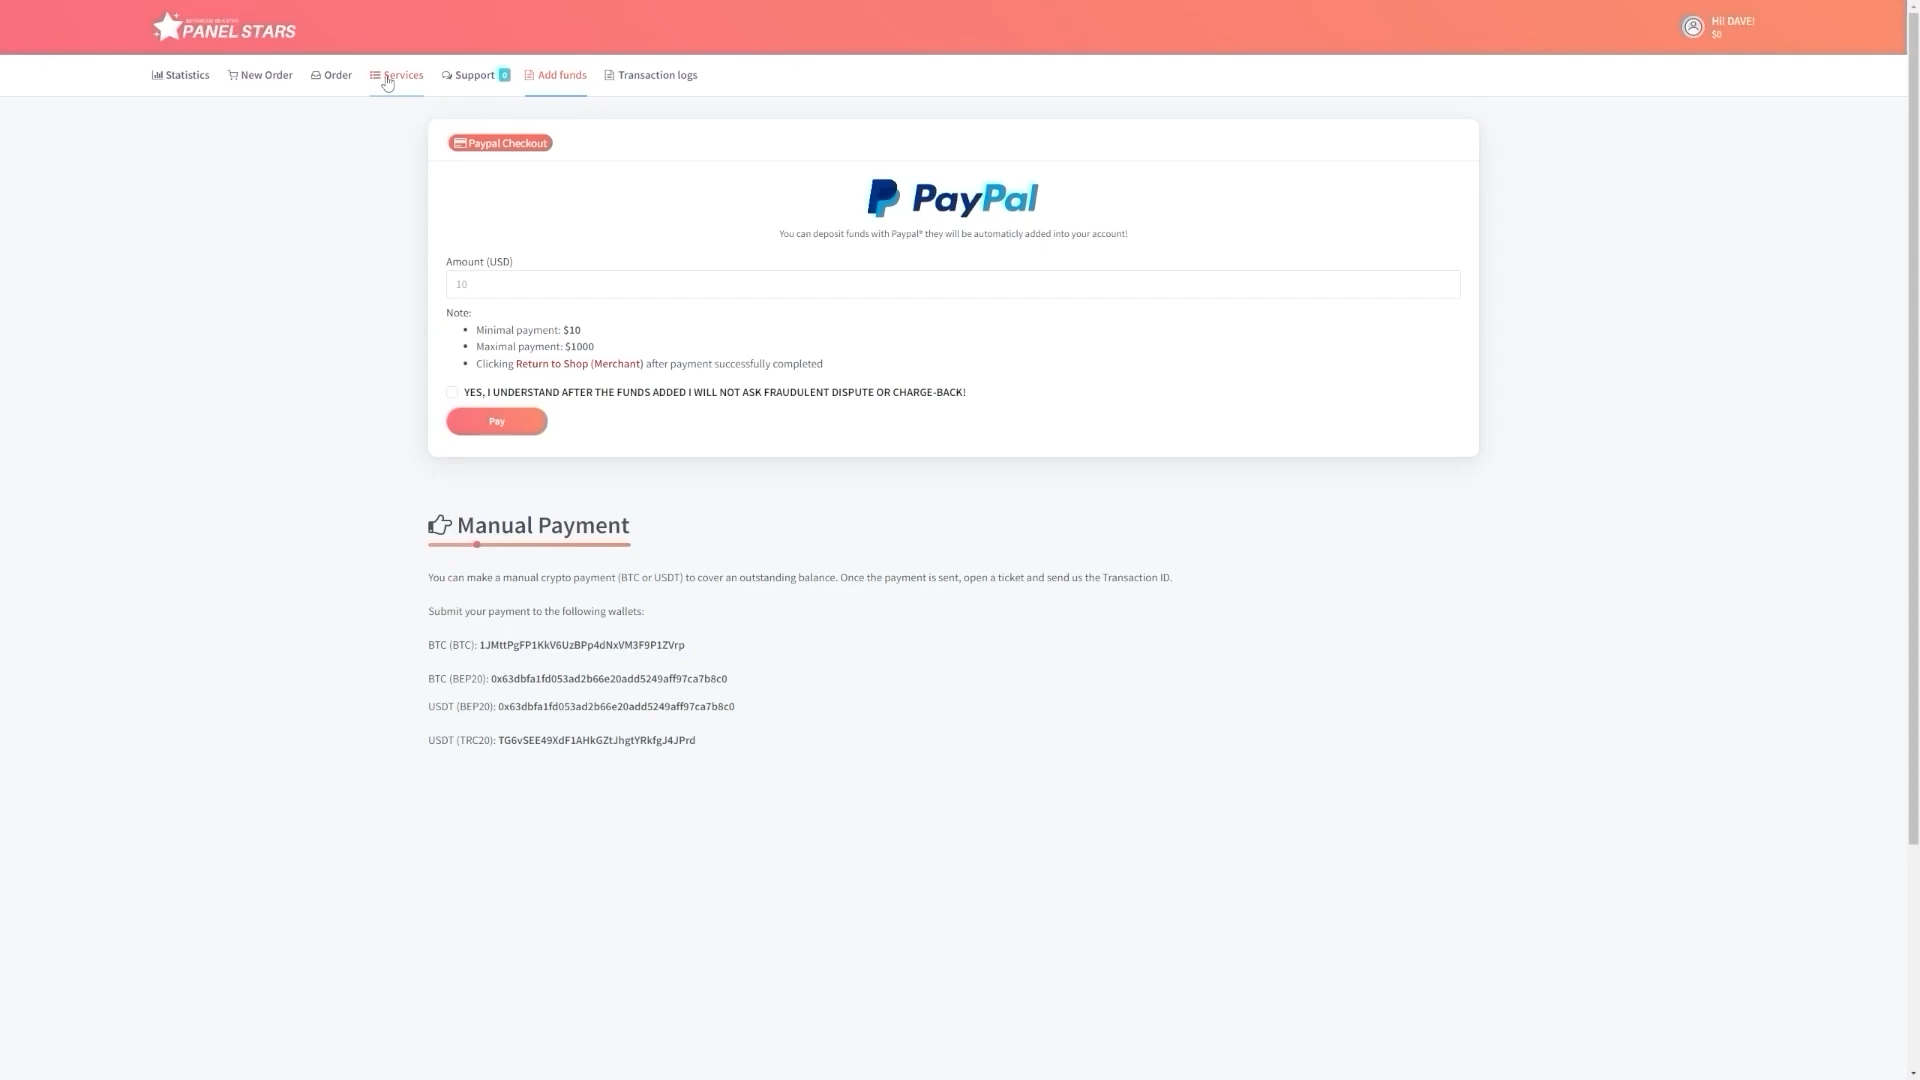 PANEL STARS
Hi! DAVE!
$0
Statistics New Order Order Services Support 0 Add funds Transaction logs
Paypal Checkout
PayPal
You can deposit funds with Paypal® they will be automaticly added into your account!
Amount (USD)
10
Note:
• Minimal payment: $10
• Maximal payment: $1000
• Clicking Return to Shop (Merchant) after payment successfully completed
YES, I UNDERSTAND AFTER THE FUNDS ADDED I WILL NOT ASK FRAUDULENT DISPUTE OR CHARGE-BACK!
Pay
Manual Payment
You can make a manual crypto payment (BTC or USDT) to cover an outstanding balance. Once the payment is sent, open a ticket and send us the Transaction ID.
Submit your payment to the following wallets:
BTC (BTC): 1JMttPgFP1KkV6UzBPp4dNxVM3F9P1ZVrp
BTC (BEP20): 0x63dbfa1fd053ad2b66e20add5249aff97ca7b8c0
USDT (BEP20): 0x63dbfa1fd053ad2b66e20add5249aff97ca7b8c0
USDT (TRC20): TG6vSEE49XdF1AHkGZtJhgtYRkfgJ4JPrd